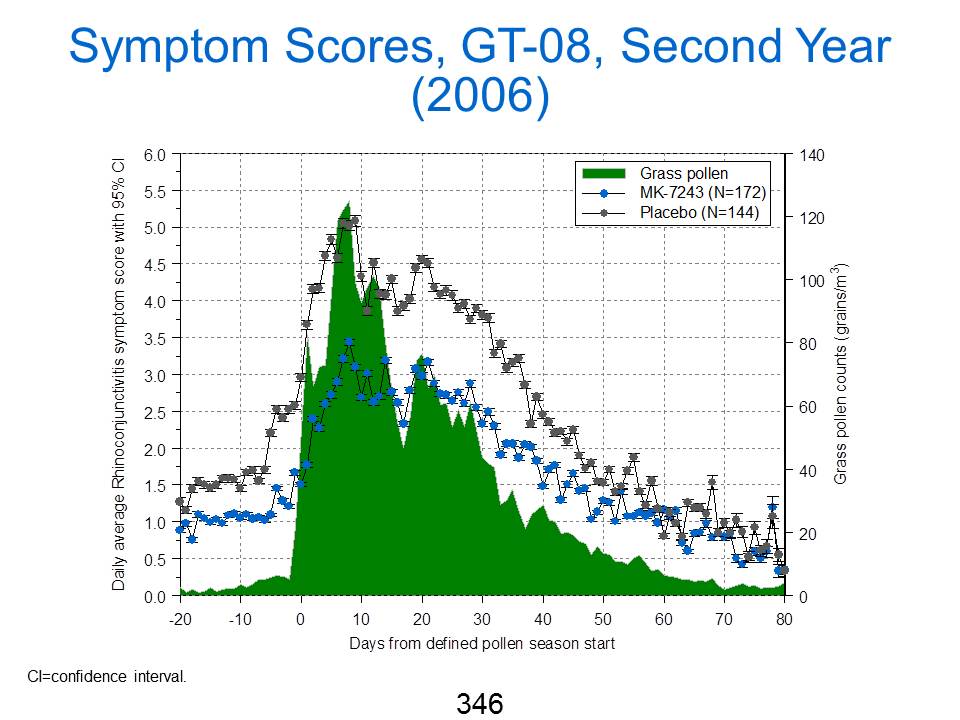 Symptom Scores, GT-08, Second Year
(2006)
Daily average Rhinoconjunctivitis symptom score with 95% CI
6.0
5.5
5.0
4.5
4.0
3.5
3.0
2.5
2.0
1.5
1.0
0.5
0.0
Grass pollen
MK-7243 (N=172)
Placebo (N=144)
140
120
100
80
60
40
20
0
Grass pollen counts (grains/m³)
-20 -10 0 10 20 30 40 50 60 70 80
Days from defined pollen season start
CI=confidence interval.
346